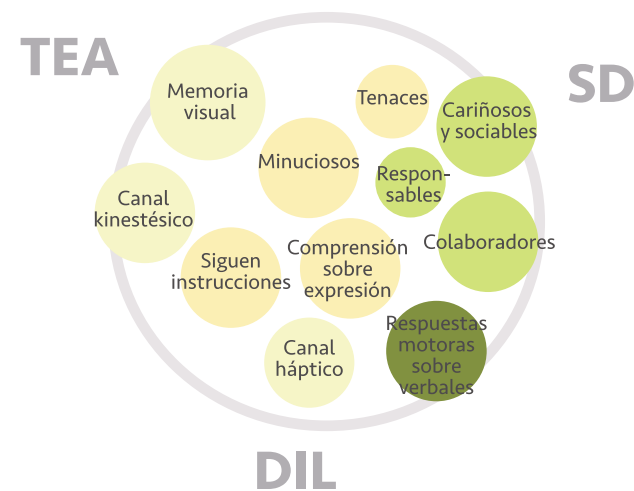 TEA
SD
Memoria
visual
Tenaces
Cariñosos
y sociables
Minuciosos
Respon-
sables
Canal
kinestésico
Siguen
instrucciones
Comprensión
sobre
expresión
Colaboradores
Canal
háptico
Respuestas
motoras
sobre
verbales
DIL